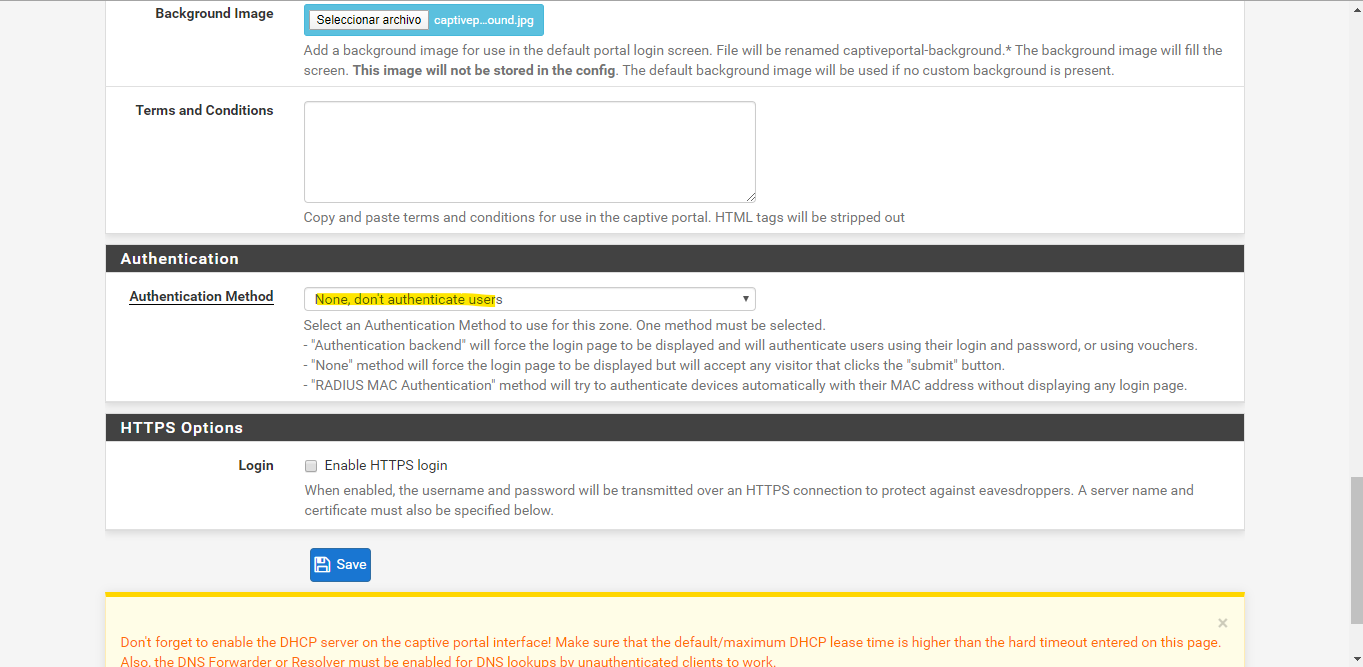 Background Image
Seleccionar archivo captivep...ound.jpg
Add a background image for use in the default portal login screen. File will be renamed captiveportal-background.* The background image will fill the
screen. This image will not be stored in the config. The default background image will be used if no custom background is present.
Terms and Conditions
Copy and paste terms and conditions for use in the captive portal. HTML tags will be stripped out
Authentication
Authentication Method
None, don't authenticate users
Select an Authentication Method to use for this zone. One method must be selected.
- "Authentication backend" will force the login page to be displayed and will authenticate users using their login and password, or using vouchers.
- "None" method will force the login page to be displayed but will accept any visitor that clicks the "submit" button.
- "RADIUS MAC Authentication" method will try to authenticate devices automatically with their MAC address without displaying any login page.
HTTPS Options
Login
Enable HTTPS login
When enabled, the username and password will be transmitted over an HTTPS connection to protect against eavesdroppers. A server name and
certificate must also be specified below.
Save
×
Don't forget to enable the DHCP server on the captive portal interface! Make sure that the default/maximum DHCP lease time is higher than the hard timeout entered on this page.
Also, the DNS Forwarder or Resolver must be enabled for DNS lookups by unauthenticated clients to work.